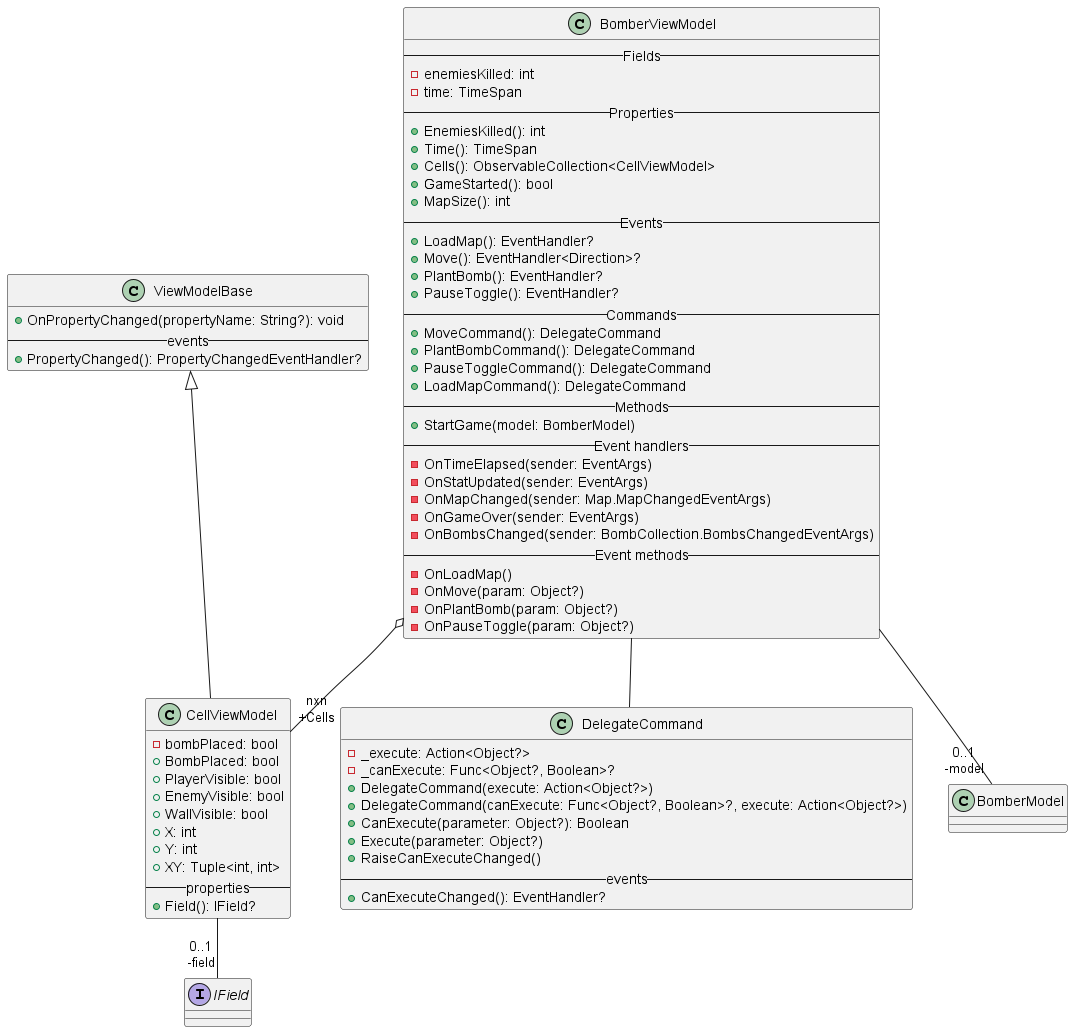 C BomberViewModel
Fields
enemiesKilled: int
time: TimeSpan
Properties
EnemiesKilled(): int
Time(): TimeSpan
Cells(): ObservableCollection<CellViewModel>
GameStarted(): bool
MapSize(): int
Events
LoadMap(): EventHandler?
Move(): EventHandler<Direction>?
PlantBomb(): EventHandler?
PauseToggle(): EventHandler?
Commands
MoveCommand(): DelegateCommand
PlantBombCommand(): DelegateCommand
PauseToggleCommand(): DelegateCommand
LoadMapCommand(): DelegateCommand
Methods
StartGame(model: BomberModel)
Event handlers
OnTimeElapsed(sender: EventArgs)
OnStatUpdated(sender: EventArgs)
OnMapChanged(sender: Map.MapChangedEventArgs)
OnGameOver(sender: EventArgs)
OnBombsChanged(sender: BombCollection.BombsChangedEventArgs)
Event methods
OnLoadMap()
OnMove(param: Object?)
OnPlantBomb(param: Object?)
OnPauseToggle(param: Object?)
C ViewModelBase
OnPropertyChanged(propertyName: String?): void
events
PropertyChanged(): PropertyChangedEventHandler?
nxn
+Cells
0..1
-model
C CellViewModel
bombPlaced: bool
BombPlaced: bool
PlayerVisible: bool
EnemyVisible: bool
WallVisible: bool
X: int
Y: int
XY: Tuple<int, int>
properties
Field(): IField?
C DelegateCommand
_execute: Action<Object?>
_canExecute: Func<Object?, Boolean>?
DelegateCommand(execute: Action<Object?>)
DelegateCommand(canExecute: Func<Object?, Boolean>?, execute: Action<Object?>)
CanExecute(parameter: Object?): Boolean
Execute(parameter: Object?)
RaiseCanExecuteChanged()
events
CanExecuteChanged(): EventHandler?
C BomberModel
0..1
-field
I IField